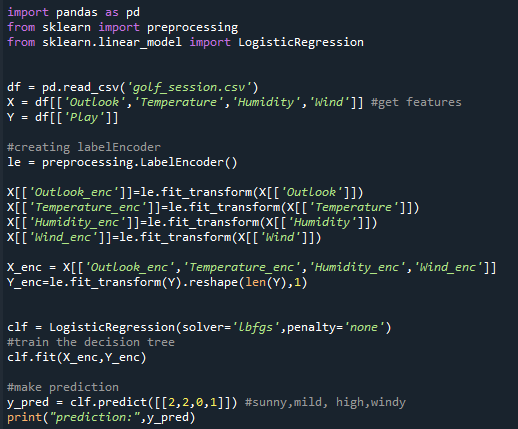 import pandas as pd
from sklearn import preprocessing
from sklearn.linear_model import LogisticRegression
df = pd.read_csv('golf_session.csv')
X = df[['Outlook','Temperature','Humidity','Wind']] #get features
Y = df[['Play']]
#creating labelEncoder
le = preprocessing.LabelEncoder()
X[['Outlook_enc']]=le.fit_transform(X[['Outlook']])
X[['Temperature_enc']]=le.fit_transform(X[['Temperature']])
X[['Humidity_enc']]=le.fit_transform(X[['Humidity']])
X[['Wind_enc']]=le.fit_transform(X[['Wind']])
X_enc = X[['Outlook_enc','Temperature_enc','Humidity_enc','Wind_enc']]
Y_enc=le.fit_transform(Y).reshape(len(Y),1)
clf = LogisticRegression(solver='lbfgs',penalty='none')
#train the decision tree
clf.fit(X_enc,Y_enc)
#make prediction
y_pred = clf.predict([[2,2,0,1]]) #sunny,mild, high,windy
print("prediction:",y_pred)